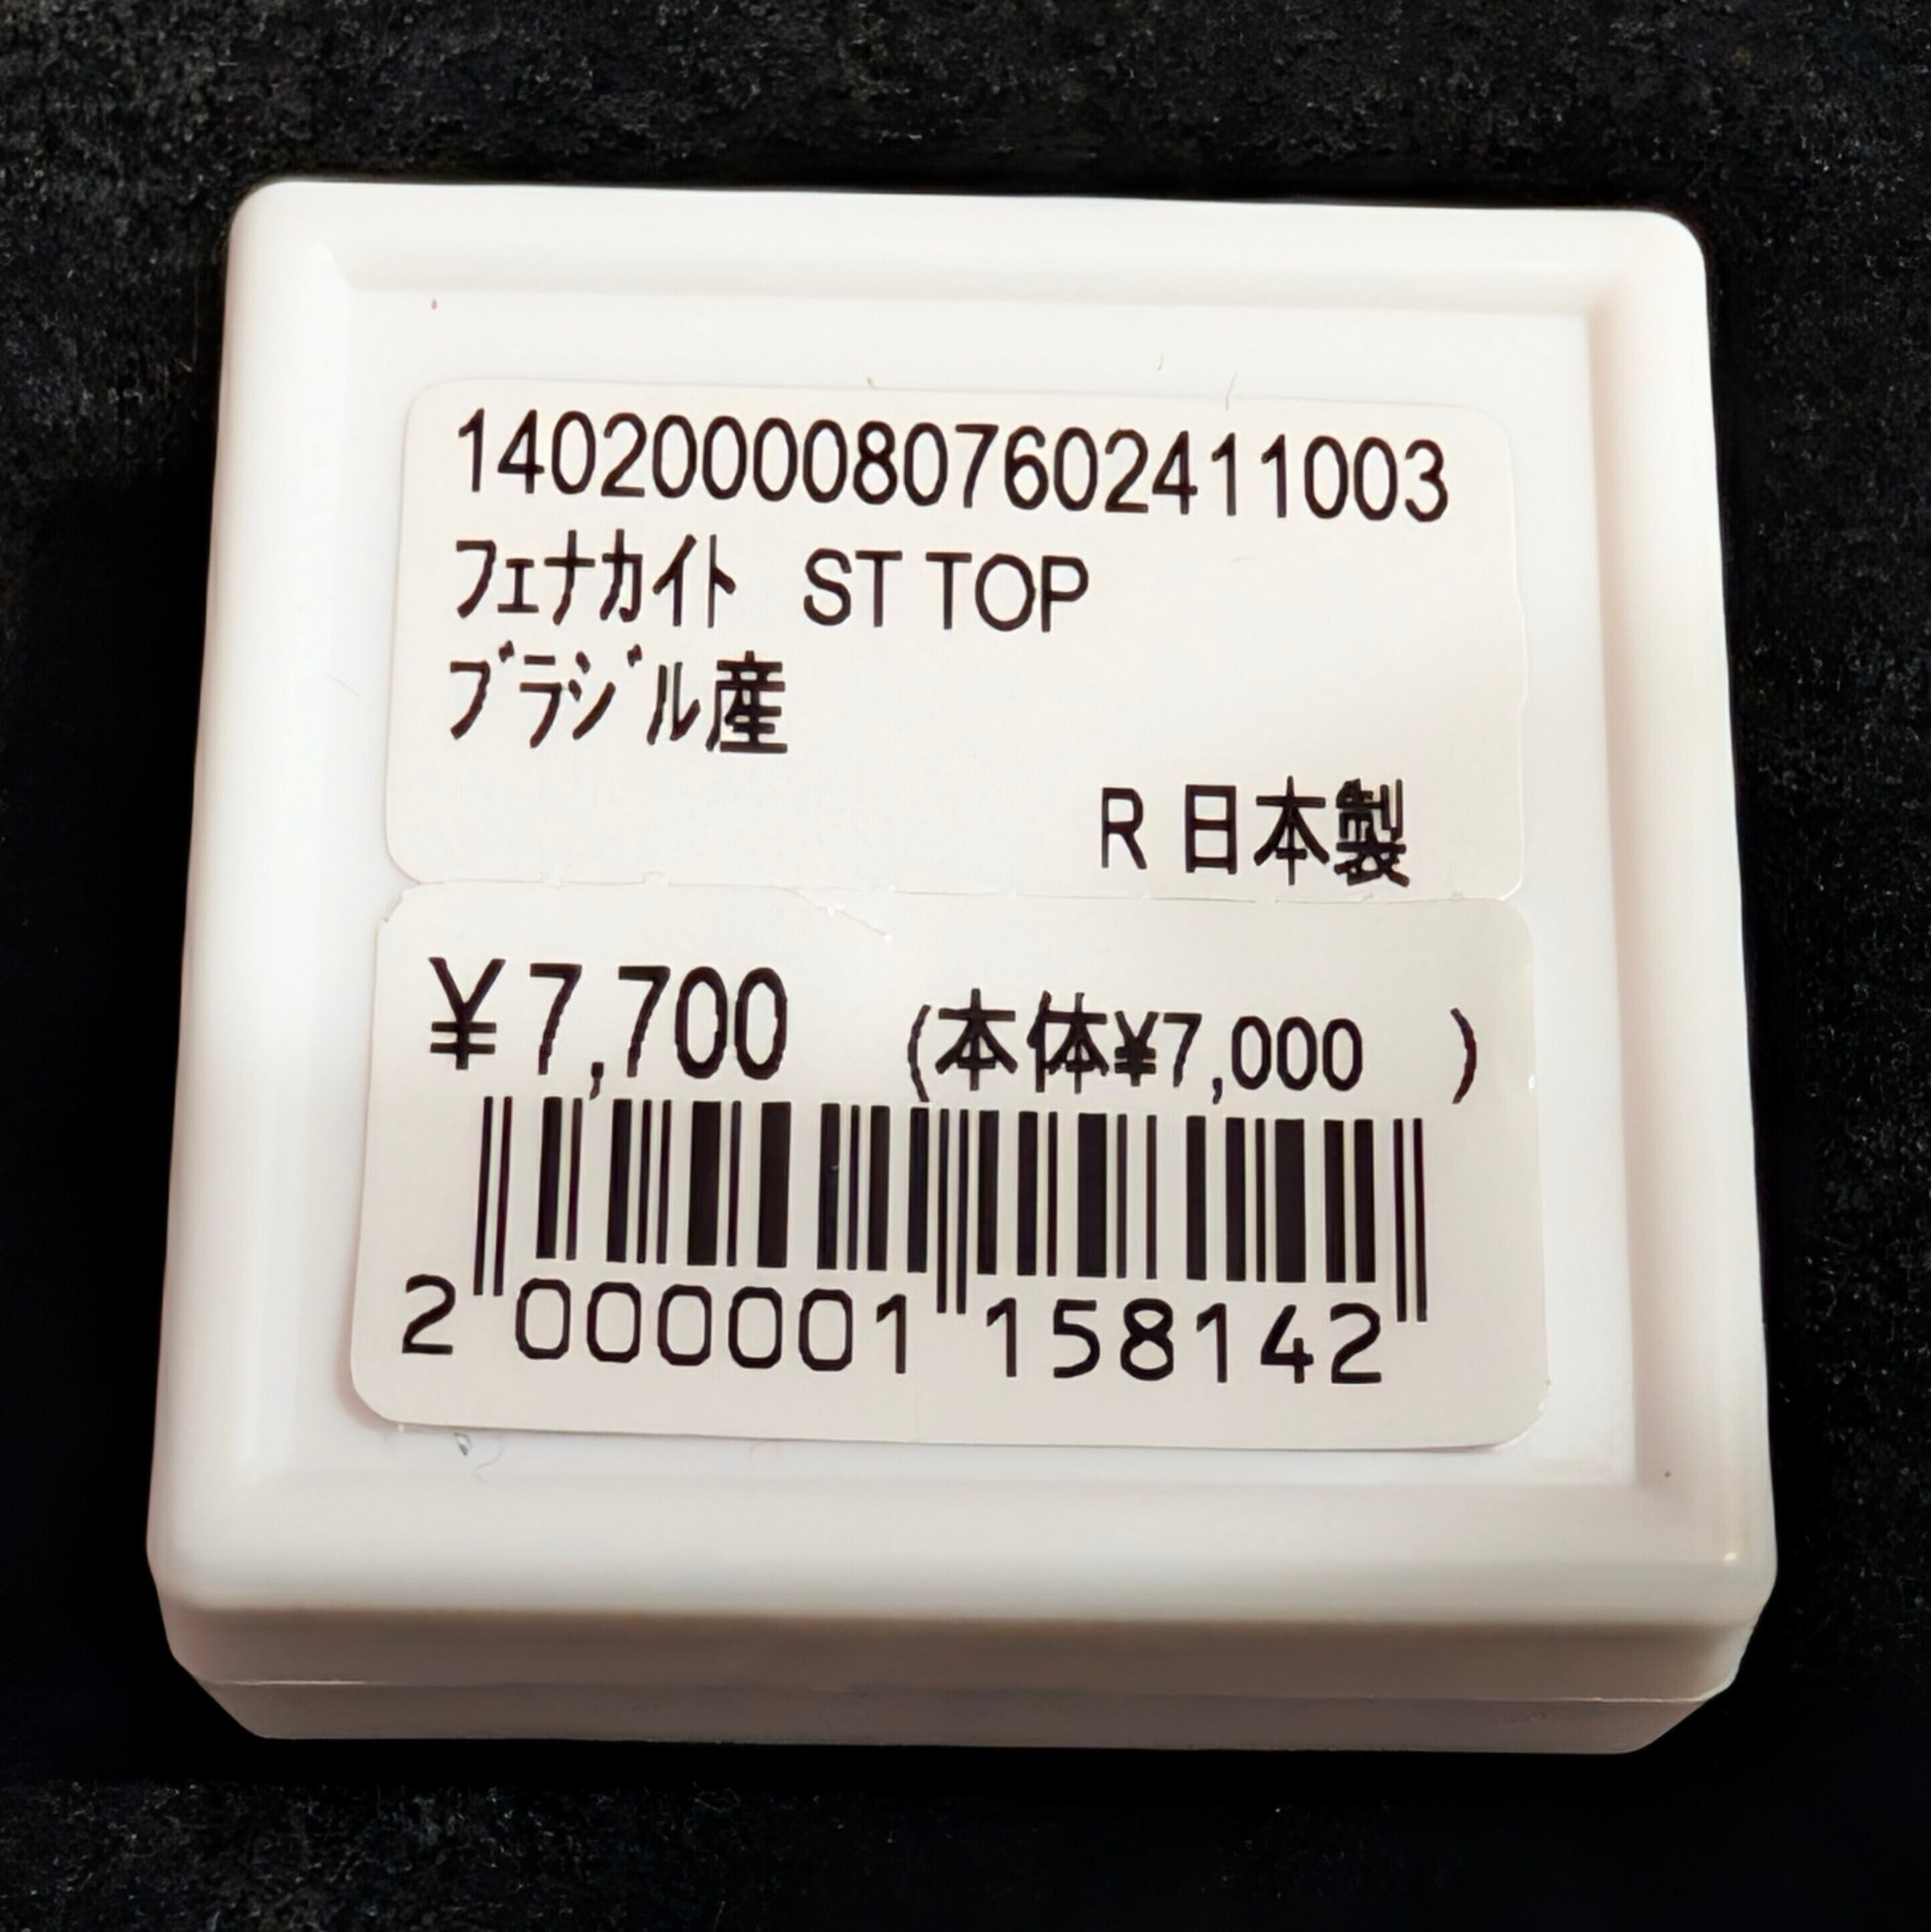 14020000807602411003
フェナカイト ST TOP
ブラジル産
R 日本製
¥7,700 (本体¥7,000 )
2 000001 158142